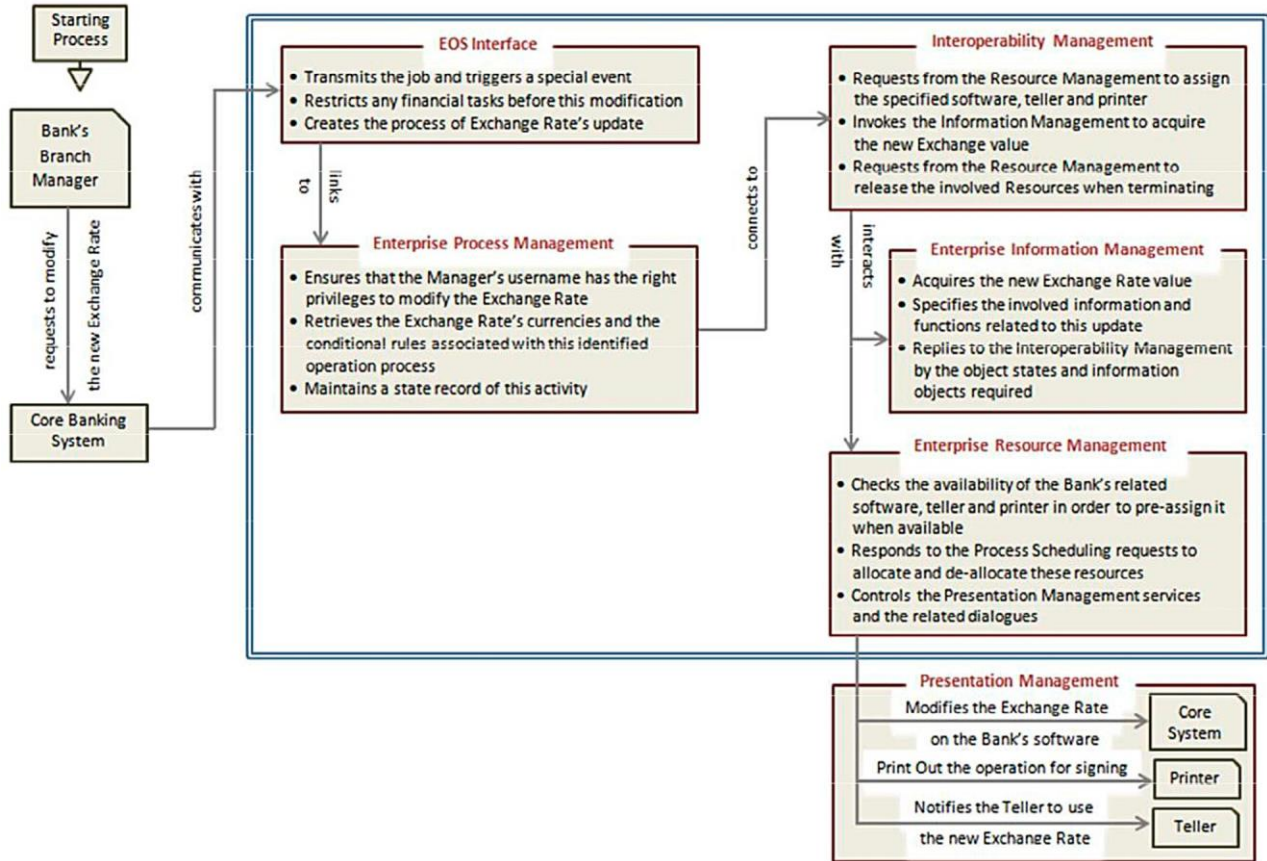 Starting
Process
Bank's
Branch
Manager
requests to modify
the new Exchange Rate
Core Banking
System
communicates with
EOS Interface
• Transmits the job and triggers a special event
• Restricts any financial tasks before this modification
• Creates the process of Exchange Rate's update
links
to
Enterprise Process Management
• Ensures that the Manager's username has the right
privileges to modify the Exchange Rate
• Retrieves the Exchange Rate's currencies and the
conditional rules associated with this identified
operation process
• Maintains a state record of this activity
connects to
Interoperability Management
• Requests from the Resource Management to assign
the specified software, teller and printer
• Invokes the Information Management to acquire
the new Exchange value
• Requests from the Resource Management to
release the involved Resources when terminating
interacts
with
Enterprise Information Management
• Acquires the new Exchange Rate value
• Specifies the involved information and
functions related to this update
• Replies to the Interoperability Management
by the object states and information
objects required
Enterprise Resource Management
• Checks the availability of the Bank's related
software, teller and printer in order to pre-assign it
when available
• Responds to the Process Scheduling requests to
allocate and de-allocate these resources
• Controls the Presentation Management services
and the related dialogues
Presentation Management
Modifies the Exchange Rate
on the Bank's software
Core
System
Print Out the operation for signing
Printer
Notifies the Teller to use
the new Exchange Rate
Teller